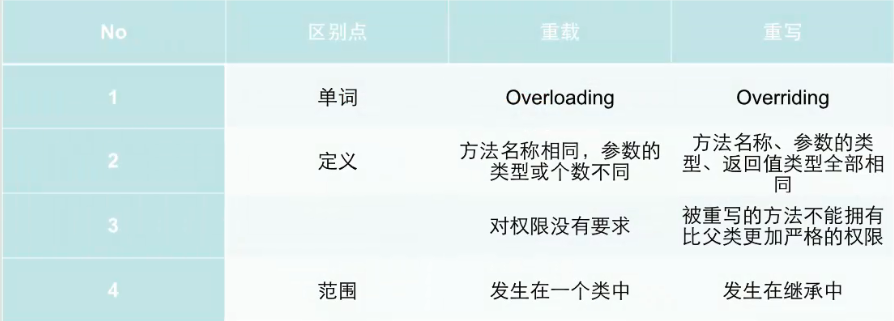 No 区别点 重载 重写
1 单词 Overloading Overriding
2 定义 方法名称相同，参数的
类型或个数不同 方法名称、参数的类
型、返回值类型全部相
同
3 对权限没有要求 被重写的方法不能拥有
比父类更加严格的权限
4 范围 发生在一个类中 发生在继承中